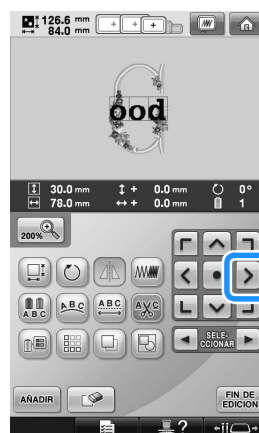 126.6 mm
84.0 mm
ood
30.0 mm + 0.0 mm 0°
78.0 mm + 0.0 mm 1
200%
A B C ABC ABC AVC
SELE-
CCIONAR
AÑADIR
FIN DE
EDICION
?